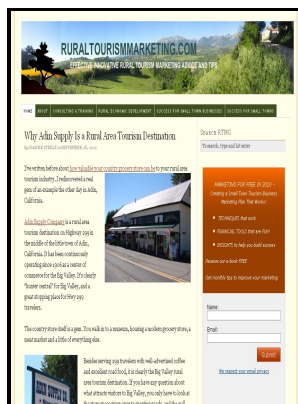 RURALTOURISMMARKETING.COM
EFFECTIVE INNOVATIVE RURAL TOURISM MARKETING ADVICE AND TIPS
HOME ABOUT CONSULTING & TRAINING RURAL ECONOMIC DEVELOPMENT SUCCESS FOR SMALL TOWN BUSINESSES SUCCESS FOR SMALL TOWNS
Why Adin Supply Is a Rural Area Tourism Destination
I've written before about how valuable your country grocery store can be to your rural area
tourism industry. I rediscovered a real
gem of an example the other day in Adin,
California.
Adin Supply Company is a rural area
tourism destination on Highway 299 in
the middle of the little town of Adin,
California. It has been continuously
operating since 1906 as a center of
commerce for the Big Valley. It's clearly
"hunter central" for Big Valley, and a
great stopping place for Hwy 299
travelers.
The country store itself is a gem. You walk in to a museum, housing a modern grocery store, a
meat market and a little of everything else.
Besides serving 299 travelers with well-advertised coffee
and excellent road food, it is clearly the Big Valley rural
area tourism destination. If you have any question about
what attracts visitors to Big Valley, you only have to look at
Search RTMG
To search, type and hit enter
MARKETING FOR FREE IN 2010 –
Creating a Small Town Tourism Business
Marketing Plan That Works!
TECHNIQUES that work
FINANCIAL TOOLS that are FREE
INSIGHTS to help you build success
Receive our e-book FREE
Get monthly tips to improve your marketing
Name:
Email:
Submit
We respect your email privacy